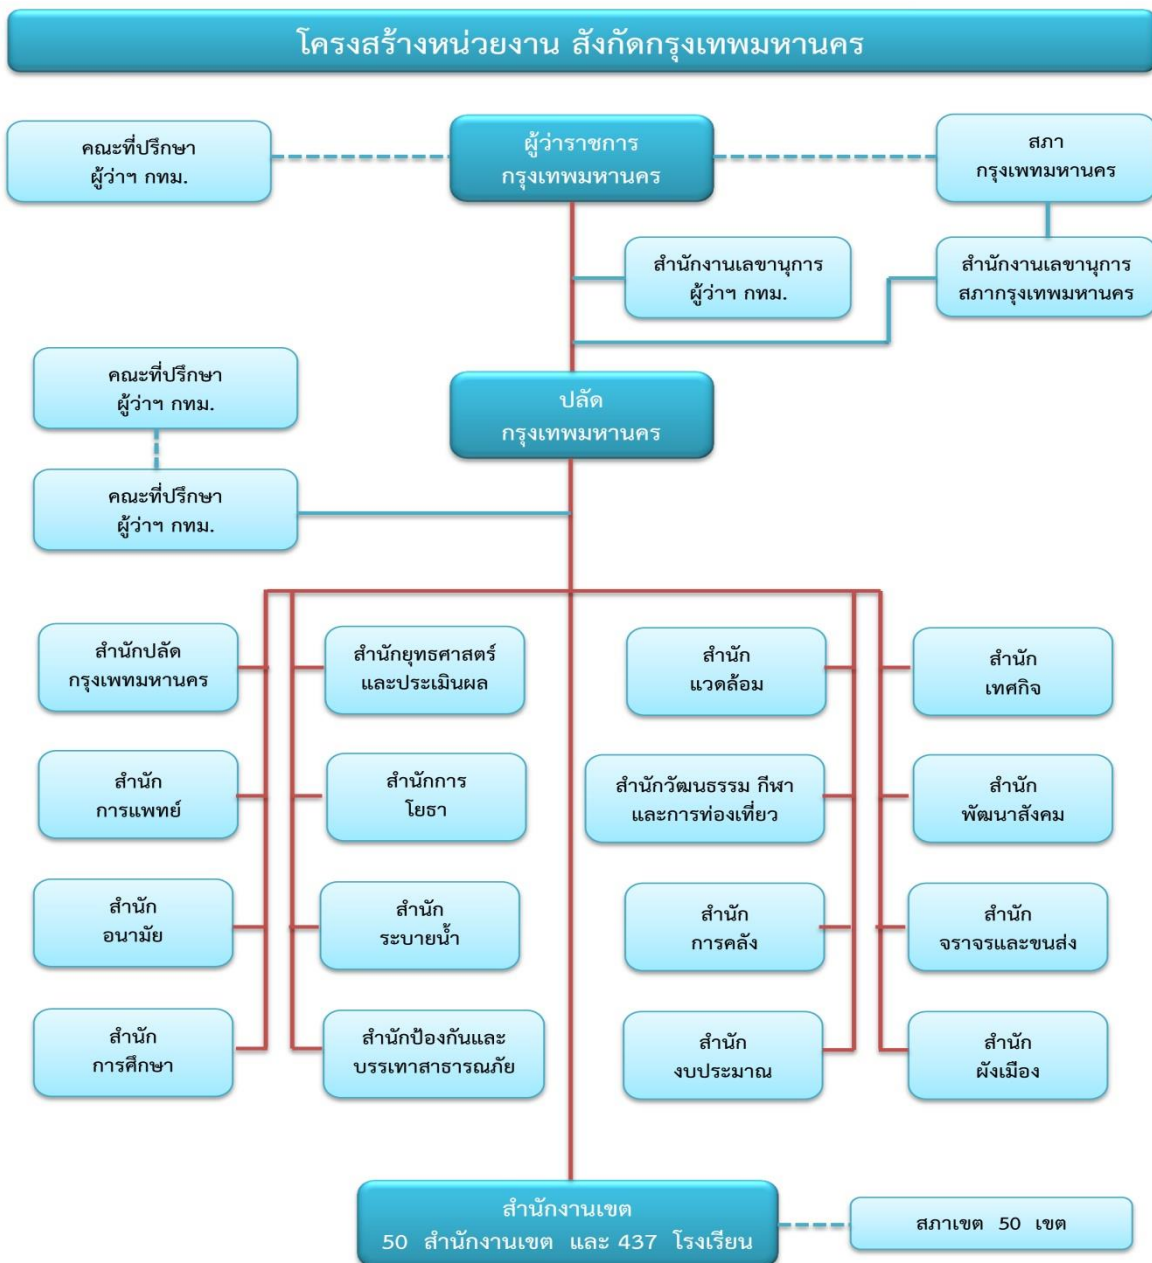 โครงสร้างหน่วยงาน สังกัดกรุงเทพมหานคร
คณะที่ปรึกษา
ผู้ว่าฯ กทม.
ผู้ว่าราชการ
กรุงเทพมหานคร
สภา
กรุงเพทมหานคร
สำนักงานเลขานุการ
ผู้ว่าฯ กทม.
สำนักงานเลขานุการ
สภากรุงเทพมหานคร
คณะที่ปรึกษา
ผู้ว่าฯ กทม.
ปลัด
กรุงเทพมหานคร
คณะที่ปรึกษา
ผู้ว่าฯ กทม.
สำนักปลัด
กรุงเพทมหานคร
สำนักยุทธศาสตร์
และประเมินผล
สำนัก
แวดล้อม
สำนัก
เทศกิจ
สำนัก
การแพทย์
สำนักการ
โยธา
สำนักวัฒนธรรม กีฬา
และการท่องเที่ยว
สำนัก
พัฒนาสังคม
สำนัก
อนามัย
สำนัก
ระบายน้ำ
สำนัก
การคลัง
สำนัก
จราจรและขนส่ง
สำนัก
การศึกษา
สำนักป้องกันและ
บรรเทาสาธารณภัย
สำนัก
งบประมาณ
สำนัก
ผังเมือง
สำนักงานเขต
50 สำนักงานเขต และ 437 โรงเรียน
สภาเขต 50 เขต